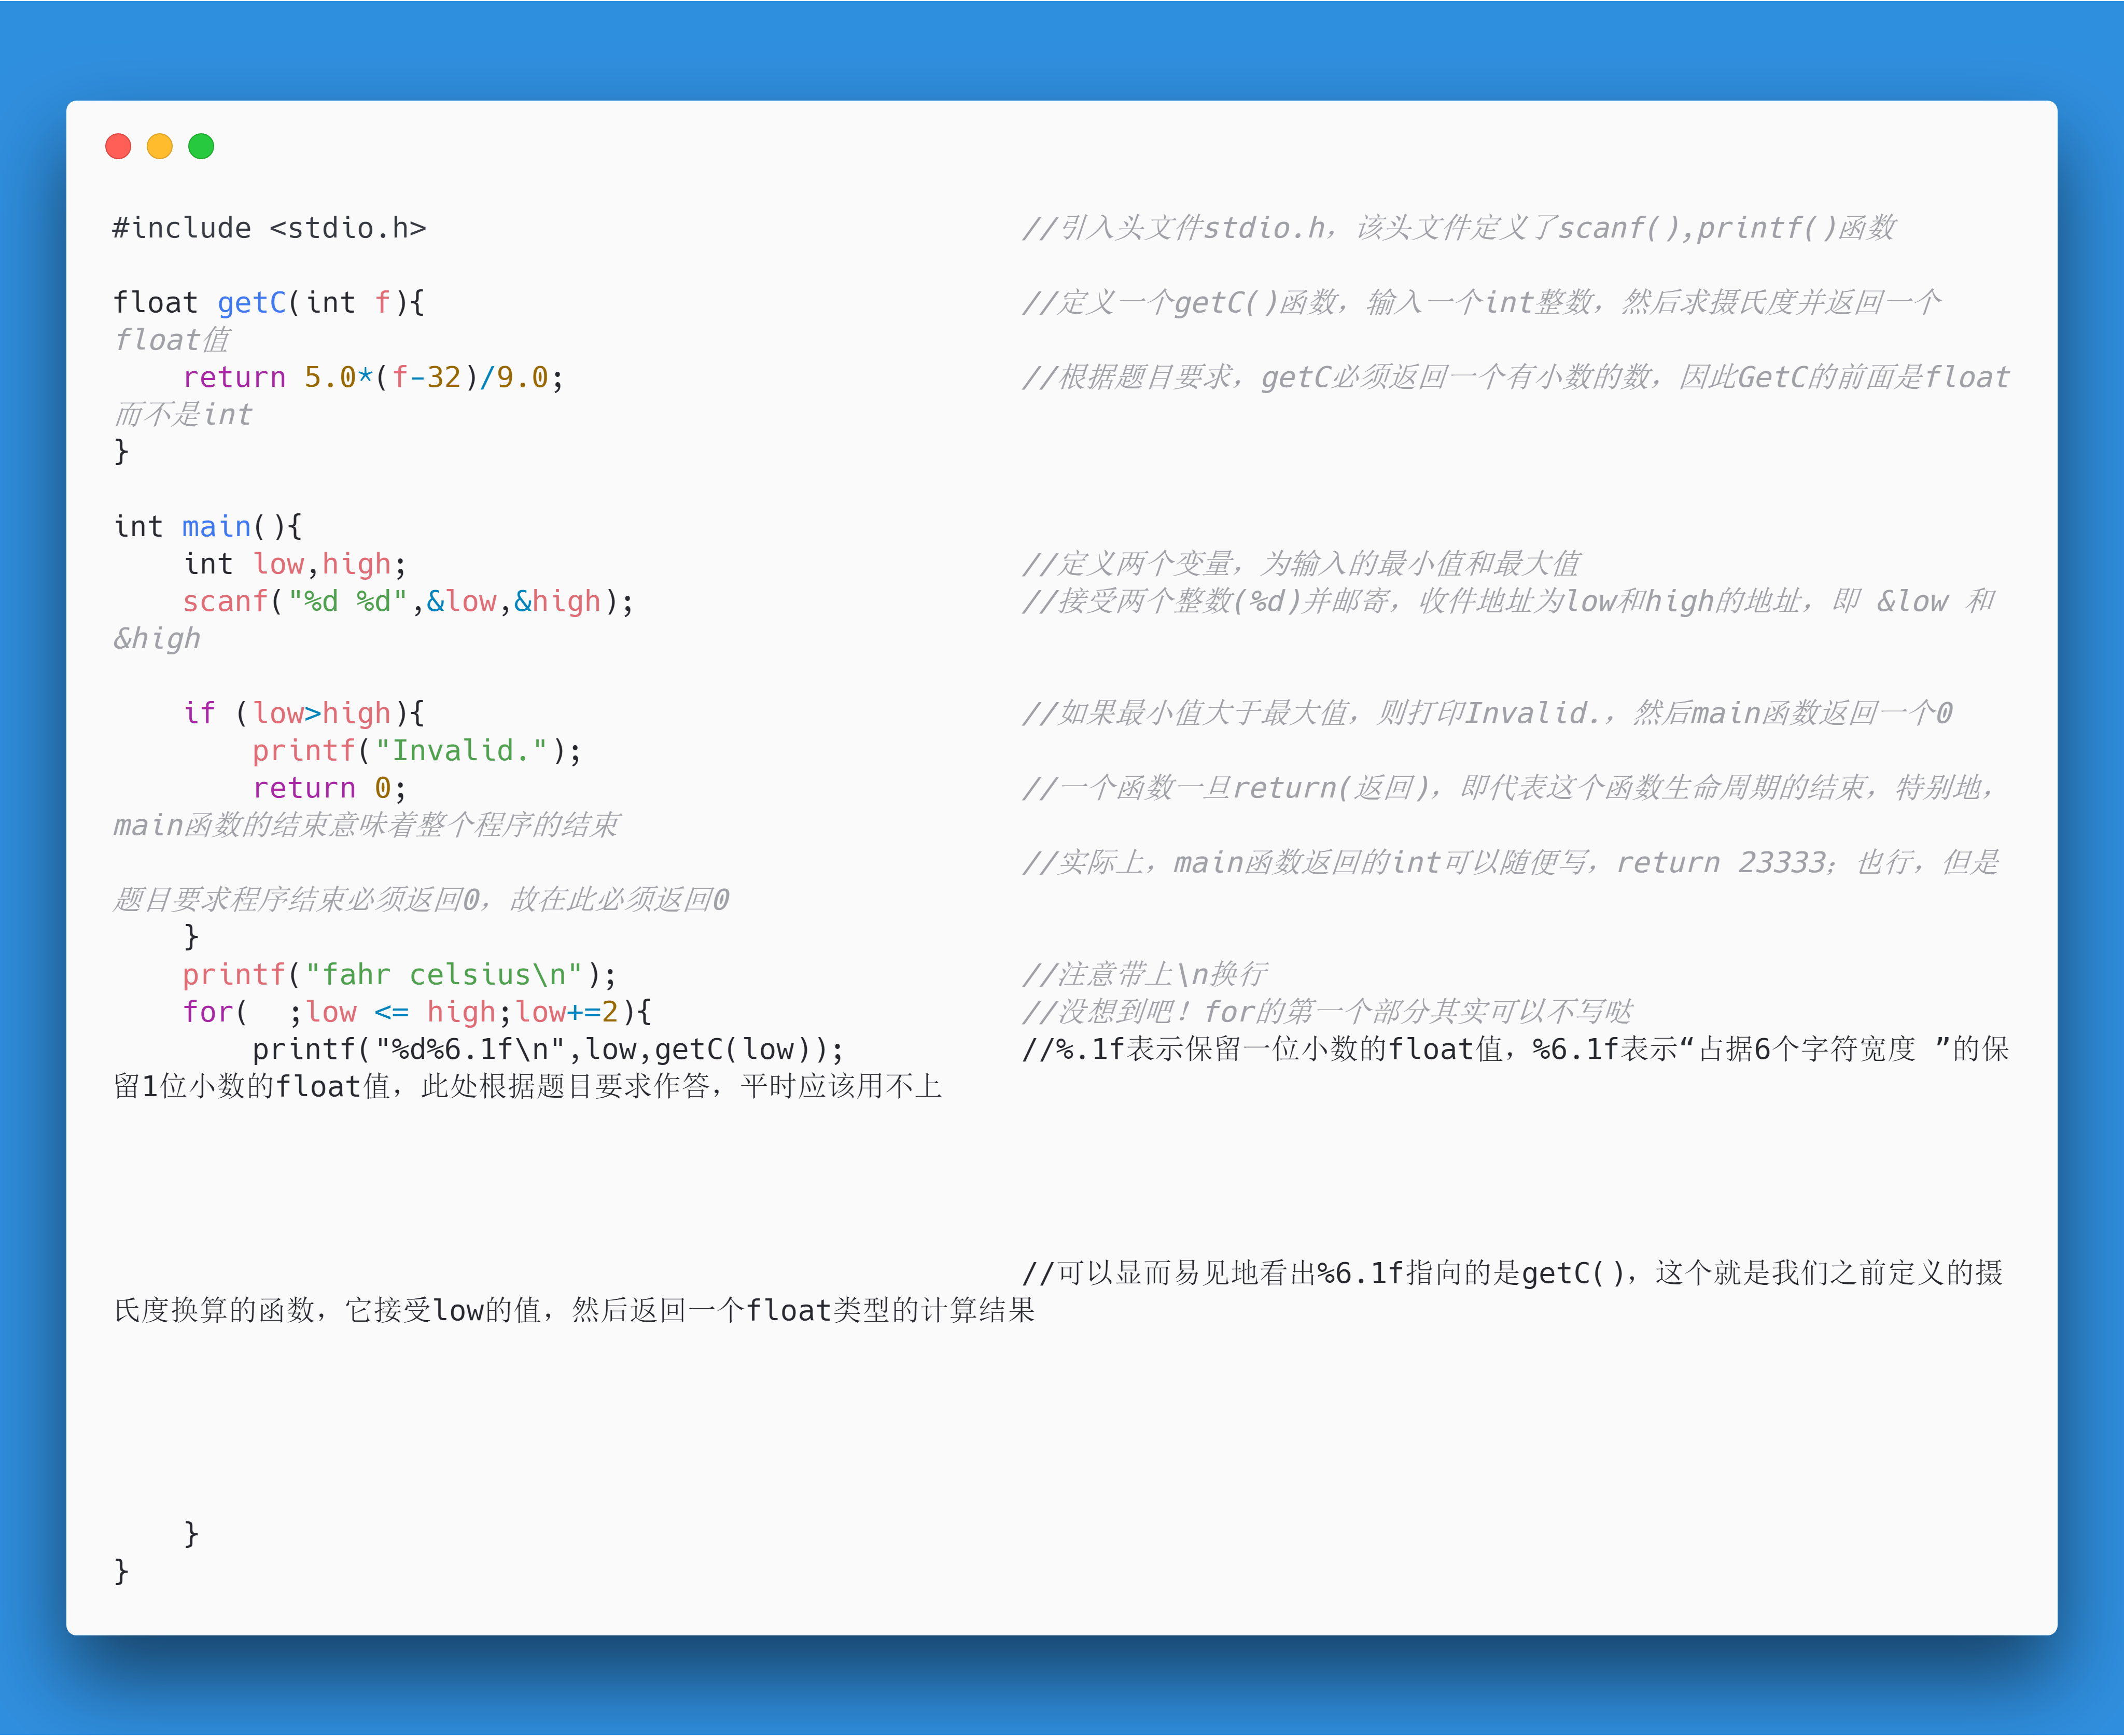 #include <stdio.h> //引入头文件stdio.h，该头文件定义了scanf(),printf()函数
float getC(int f){ //定义一个getC()函数，输入一个int整数，然后求摄氏度并返回一个
float值
return 5.0*(f-32)/9.0; //根据题目要求，getC必须返回一个有小数的数，因此GetC的前面是float
而不是int
}
int main(){
int low,high; //定义两个变量，为输入的最小值和最大值
scanf("%d %d",&low,&high); //接受两个整数(%d)并邮寄，收件地址为low和high的地址，即 &low 和
&high
if (low>high){ //如果最小值大于最大值，则打印Invalid.，然后main函数返回一个0
printf("Invalid.");
return 0; //一个函数一旦return(返回)，即代表这个函数生命周期的结束，特别地，
main函数的结束意味着整个程序的结束
//实际上，main函数返回的int可以随便写，return 23333；也行，但是
题目要求程序结束必须返回0，故在此必须返回0
}
printf("fahr celsius\n"); //注意带上\n换行
for(  ;low <= high;low+=2){ //没想到吧！for的第一个部分其实可以不写哒
printf("%d%6.1f\n",low,getC(low)); //%.1f表示保留一位小数的float值，%6.1f表示“占据6个字符宽度 ”的保
留1位小数的float值，此处根据题目要求作答，平时应该用不上
//可以显而易见地看出%6.1f指向的是getC()，这个就是我们之前定义的摄
氏度换算的函数，它接受low的值，然后返回一个float类型的计算结果
}
}